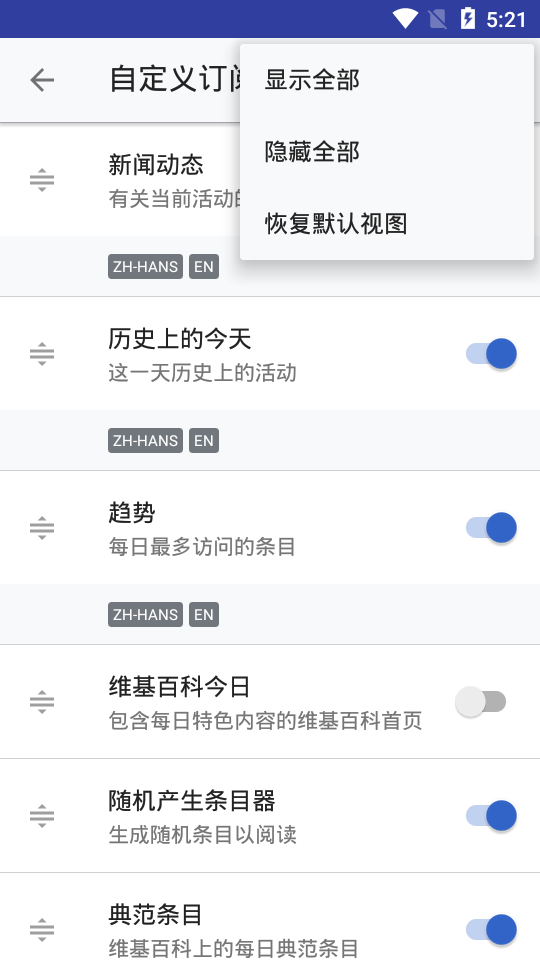 5:21
自定义订
显示全部
隐藏全部
恢复默认视图
新闻动态
有关当前活动
ZH-HANS EN
历史上的今天
这一天历史上的活动
ZH-HANS EN
趋势
每日最多访问的条目
ZH-HANS EN
维基百科今日
包含每日特色内容的维基百科首页
随机产生条目器
生成随机条目以阅读
典范条目
维基百科上的每日典范条目